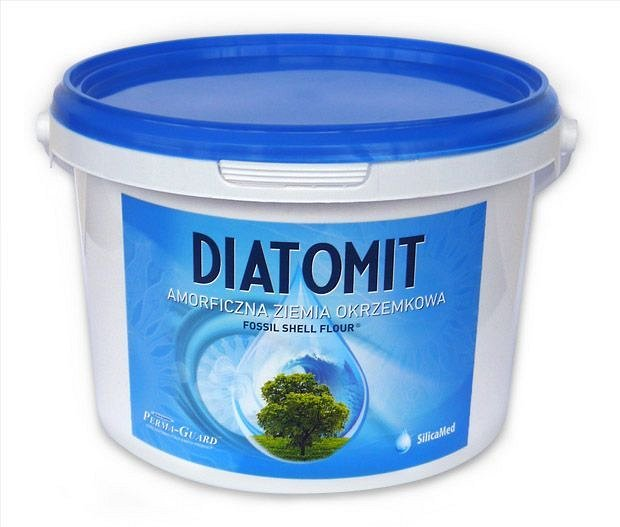 DIATOMIT
AMORFICZNA ZIEMIA OKRZEMKOWA
FOSSIL SHELL FLOUR®
PERMA-GUARD
SilicaMed